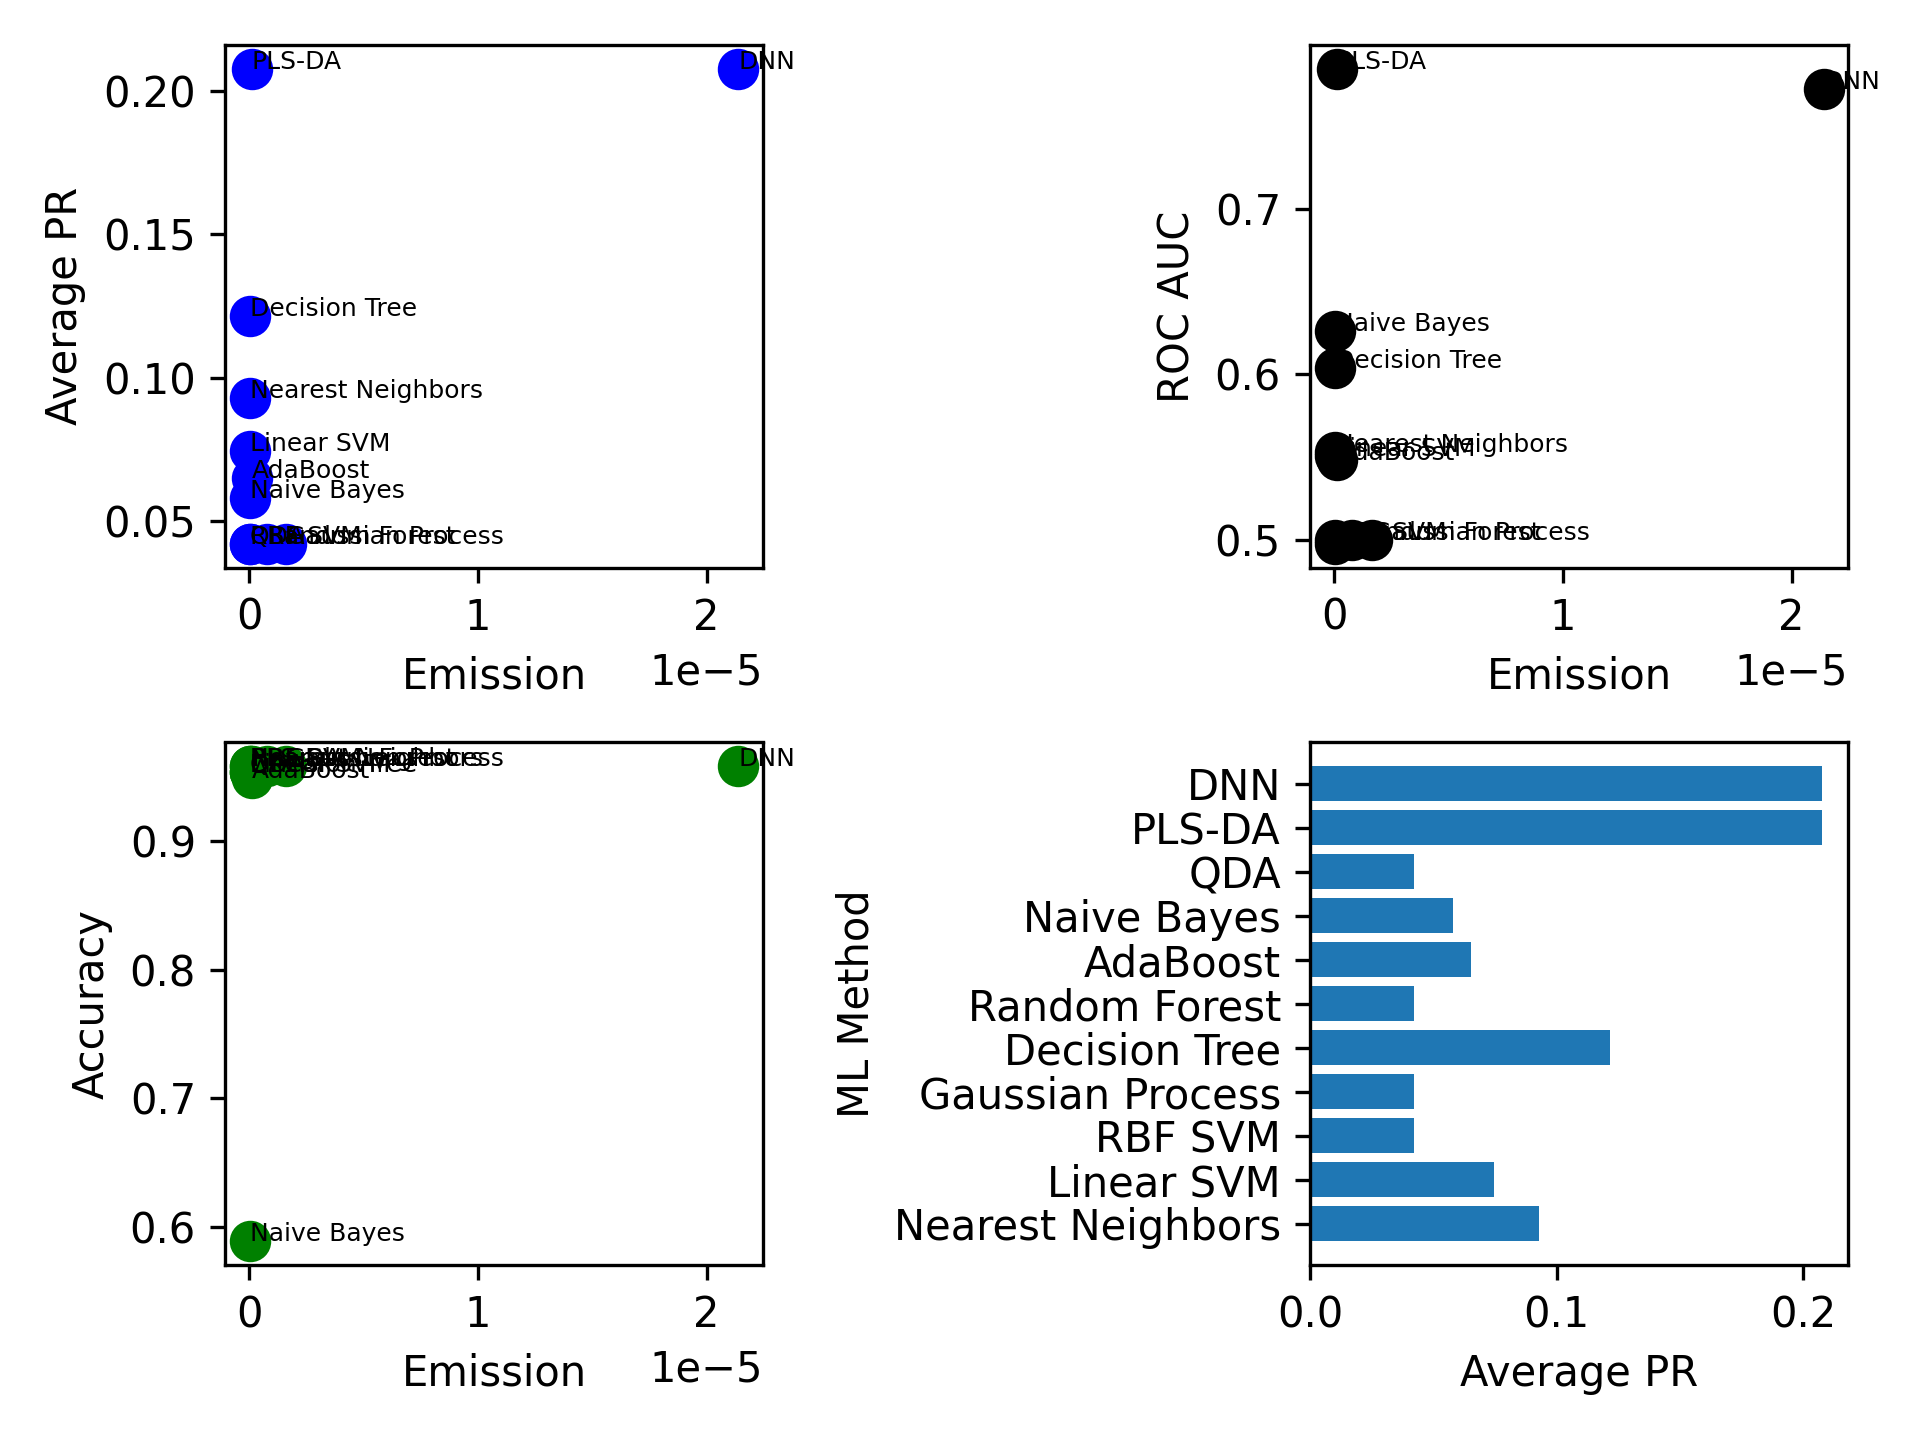 Average PR
0.20
0.15
0.10
0.05
PLS-DA
DNN
Decision Tree
Nearest Neighbors
Linear SVM
AdaBoost
Naive Bayes
0
1
2
Emission
1e−5
ROC AUC
0.7
0.6
0.5
LS-DA
NN
aive Bayes
ecision Tree
0
1
2
Emission
1e−5
Accuracy
0.9
0.8
0.7
0.6
DNN
AdaBoost
Naive Bayes
0
1
2
Emission
1e−5
ML Method
DNN
PLS-DA
QDA
Naive Bayes
AdaBoost
Random Forest
Decision Tree
Gaussian Process
RBF SVM
Linear SVM
Nearest Neighbors
0.0
0.1
0.2
Average PR